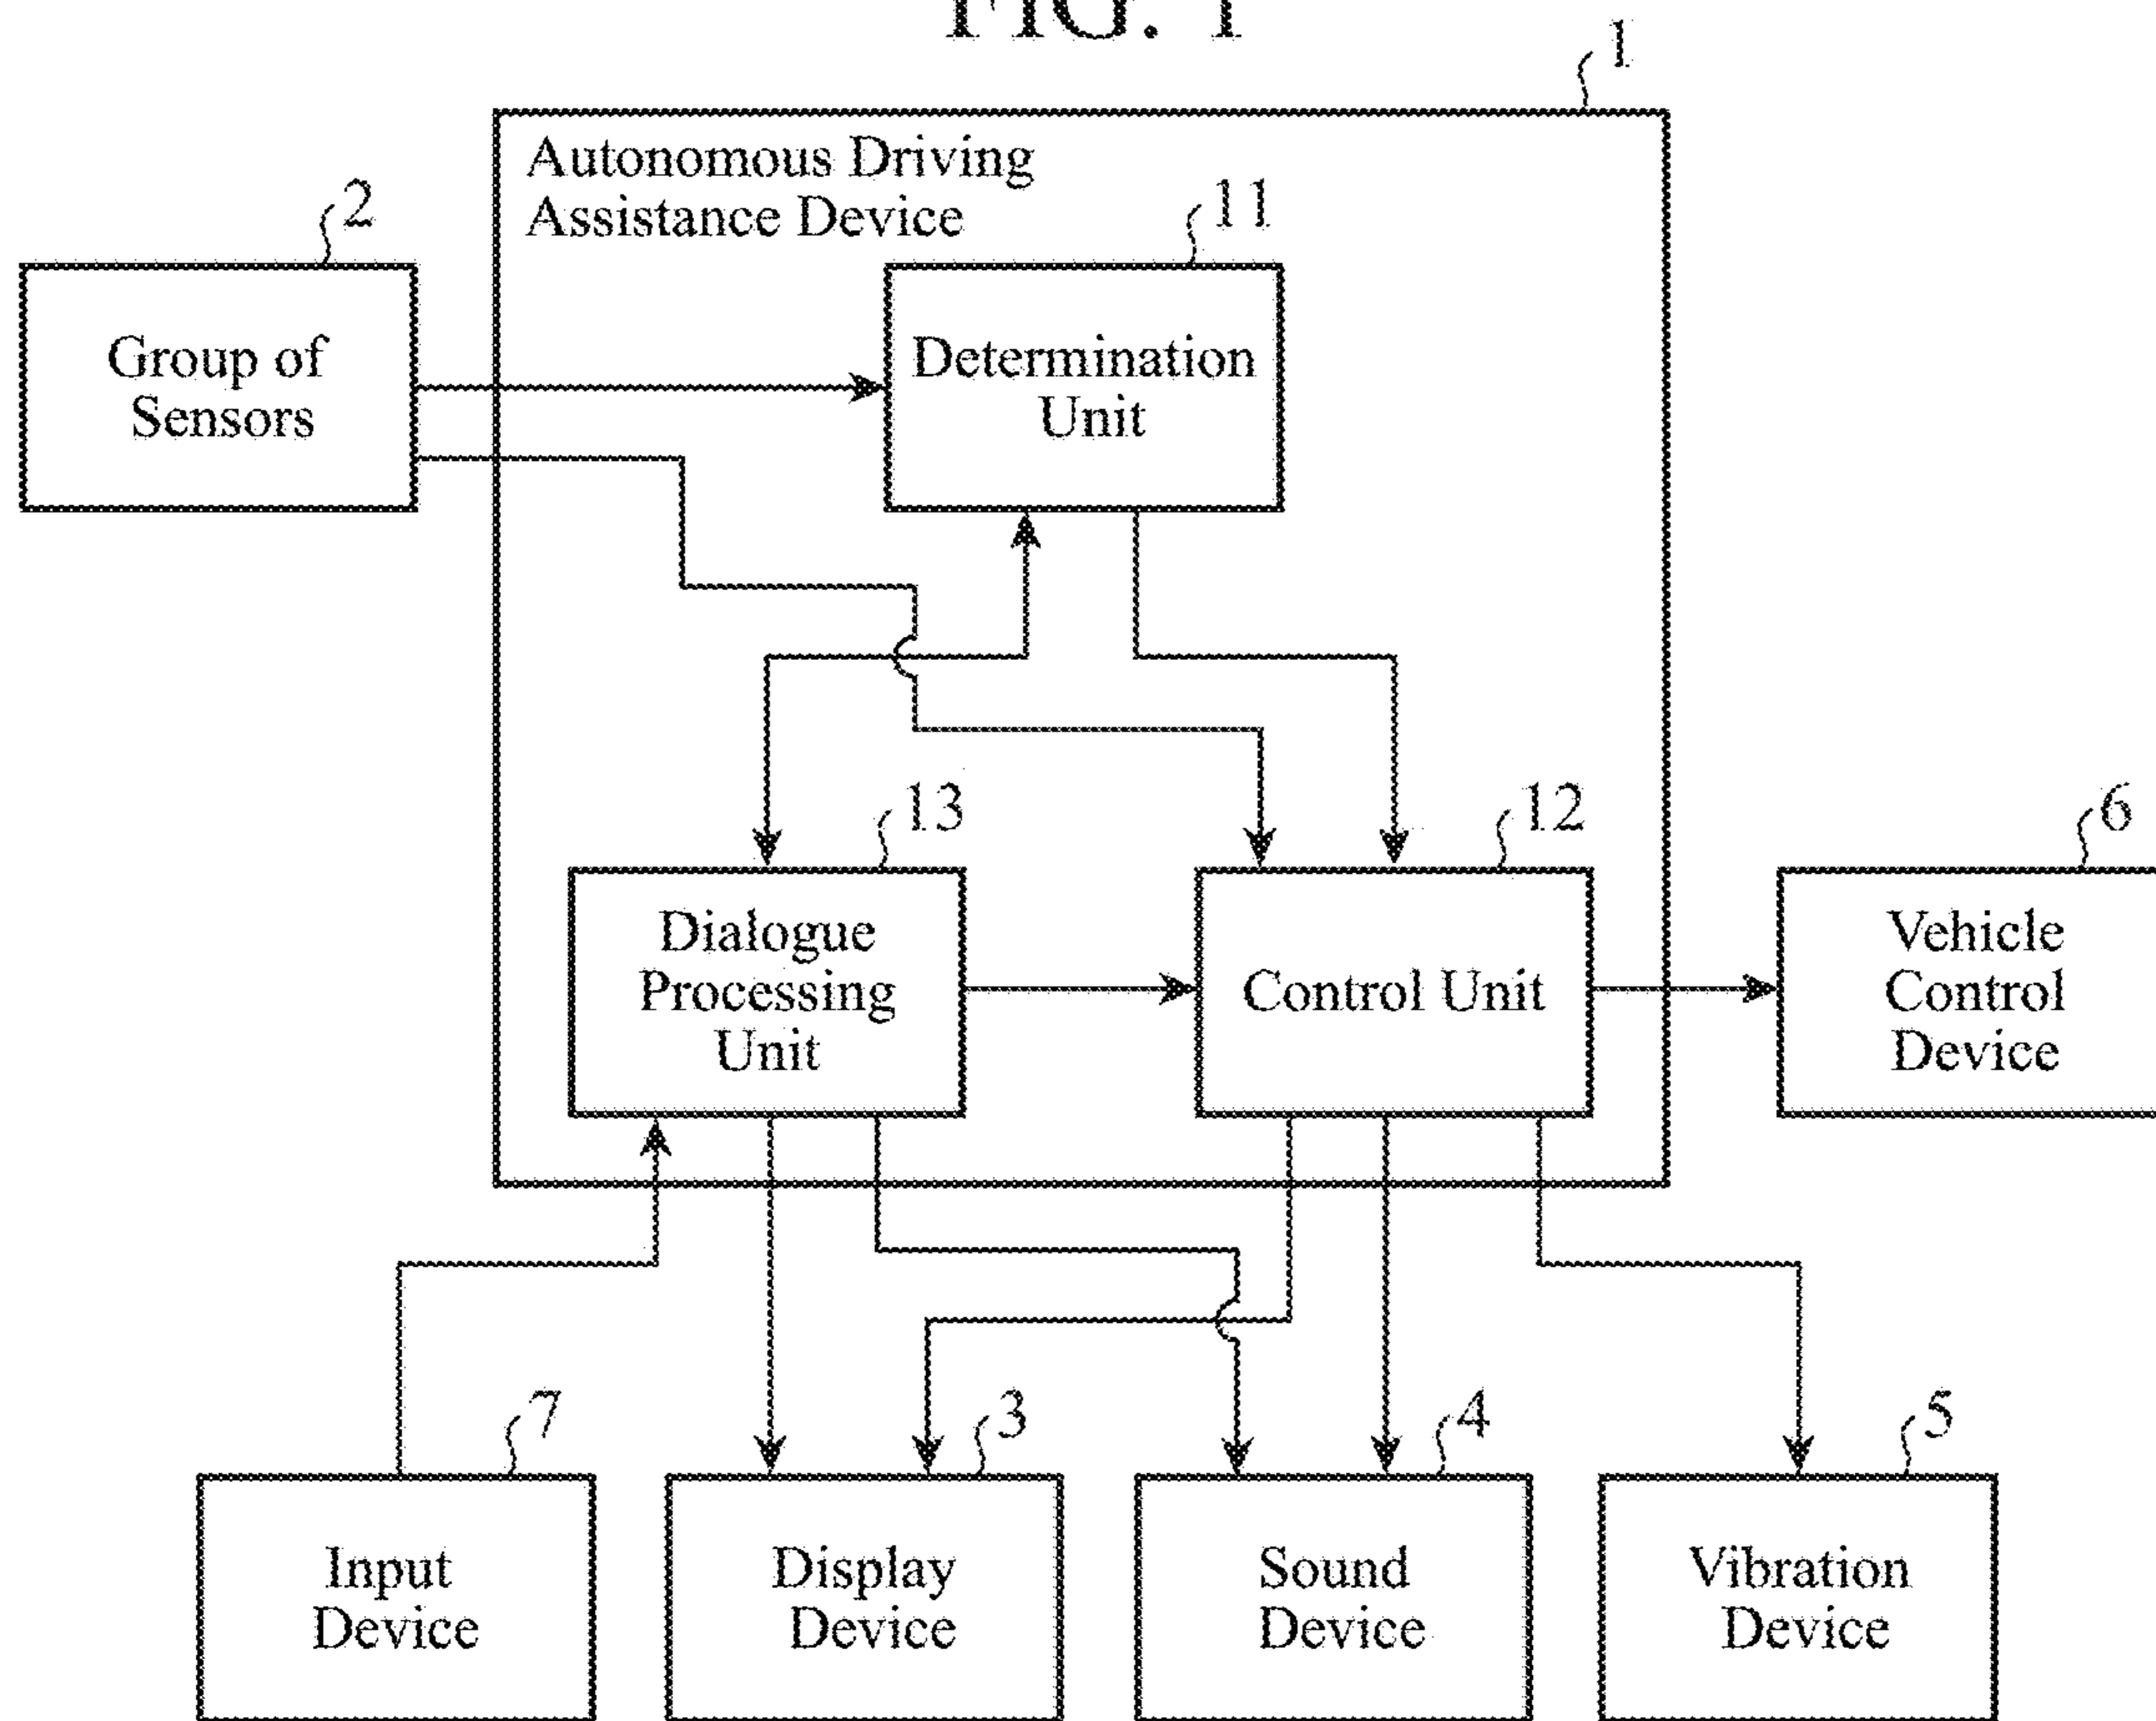 FIG. 1
1
Autonomous Driving
Assistance Device
2
11
Group of
Sensors
Determination
Unit
13
12
6
Dialogue
Processing
Unit
Control Unit
Vehicle
Control
Device
7
3
4
5
Input
Device
Display
Device
Sound
Device
Vibration
Device